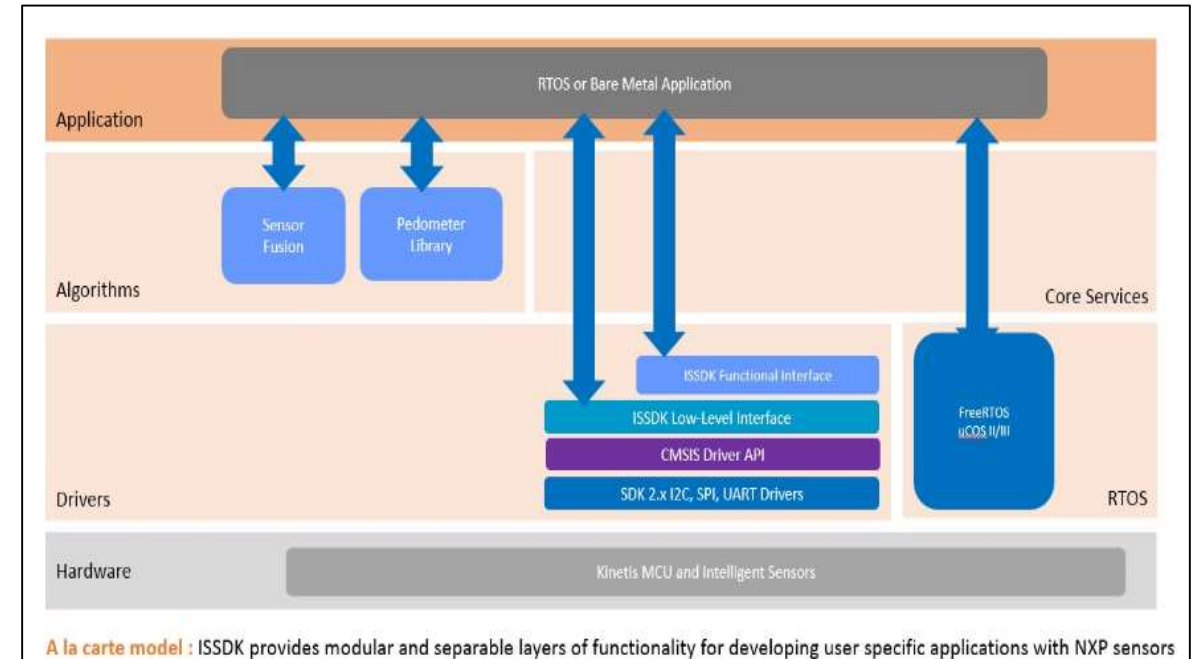 RTOS or Bare Metal Application
Application
Sensor
Fusion
Pedometer
Library
Algorithms
Core Services
ISSDK Functional Interface
ISSDK Low-Level Interface
CMSIS Driver API
SDK 2.x I2C, SPI, UART Drivers
Drivers
FreeRTOS
uCOS II/III
RTOS
Hardware
Kinetis MCU and Intelligent Sensors
A la carte model : ISSDK provides modular and separable layers of functionality for developing user specific applications with NXP sensors